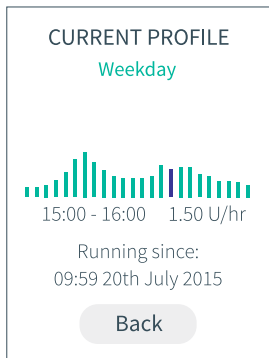 CURRENT PROFILE
Weekday
15:00 - 16:00 1.50 U/hr
Running since:
09:59 20th July 2015
Back